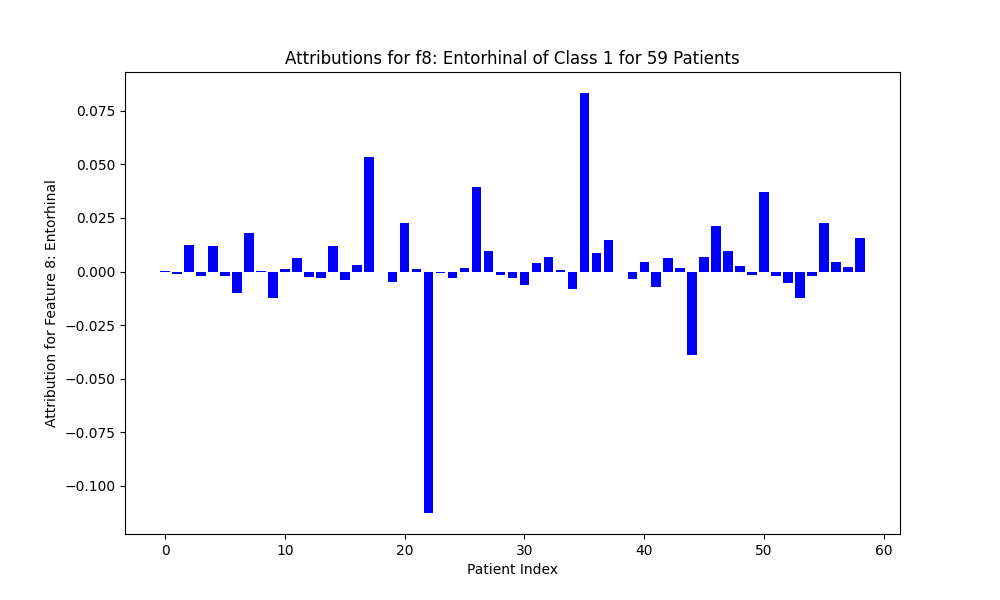 Attributions for f8: Entorhinal of Class 1 for 59 Patients
Attribution for Feature 8: Entorhinal
0.075
0.050
0.025
0.000
−0.025
−0.050
−0.075
−0.100
0 10 20 30 40 50 60
Patient Index